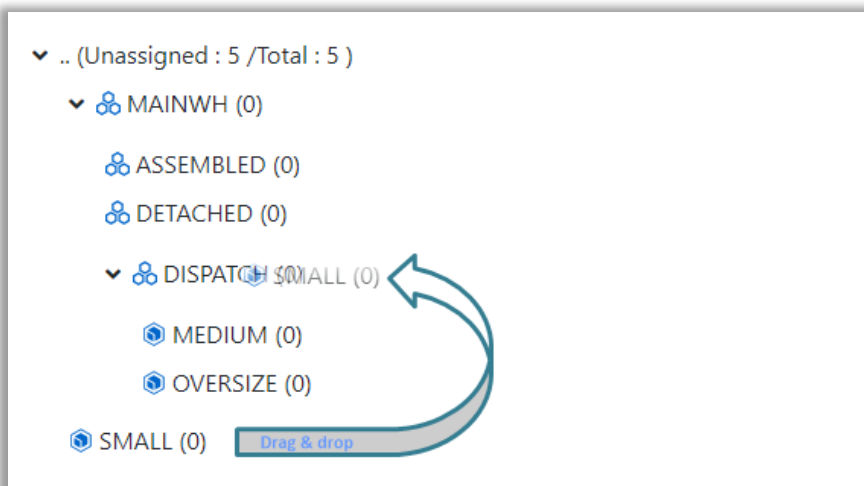 .. (Unassigned : 5 /Total : 5 )
MAINWH (0)
ASSEMBLED (0)
DETACHED (0)
DISPATCH (0) SMALL (0)
MEDIUM (0)
OVERSIZE (0)
SMALL (0) Drag & drop